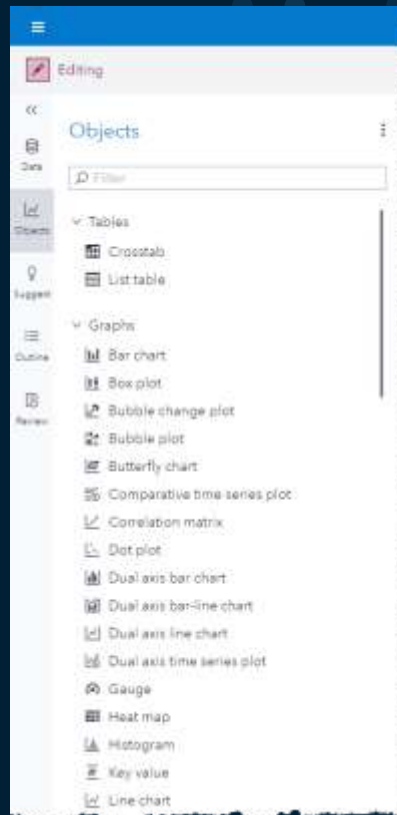 Editing
Objects
Data
Filter
Objects
Tables
Crosstab
List table
Suggest
Graphs
Outline
Bar chart
Box plot
Review
Bubble change plot
Bubble plot
Butterfly chart
Comparative time series plot
Correlation matrix
Dot plot
Dual axis bar chart
Dual axis bar-line chart
Dual axis line chart
Dual axis time series plot
Gauge
Heat map
Histogram
Key value
Line chart